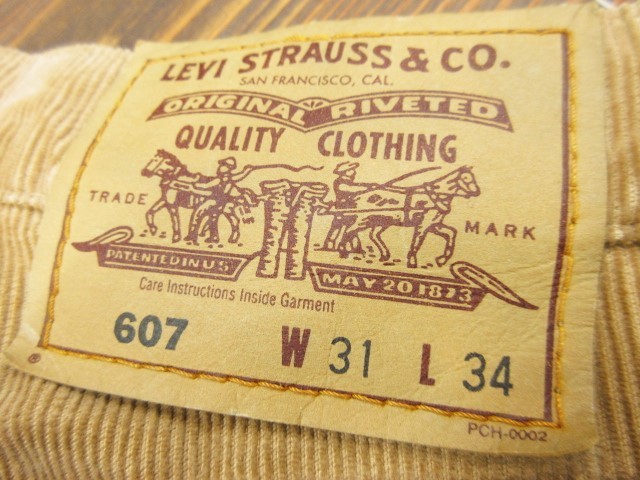 LEVI STRAUSS & CO.
SAN FRANCISCO, CAL.
ORIGINAL RIVETED
QUALITY CLOTHING
TRADE MARK
PATENTED IN U S MAY 20 1873
Care Instructions Inside Garment
607 W 31 L 34
®
PCH-0002